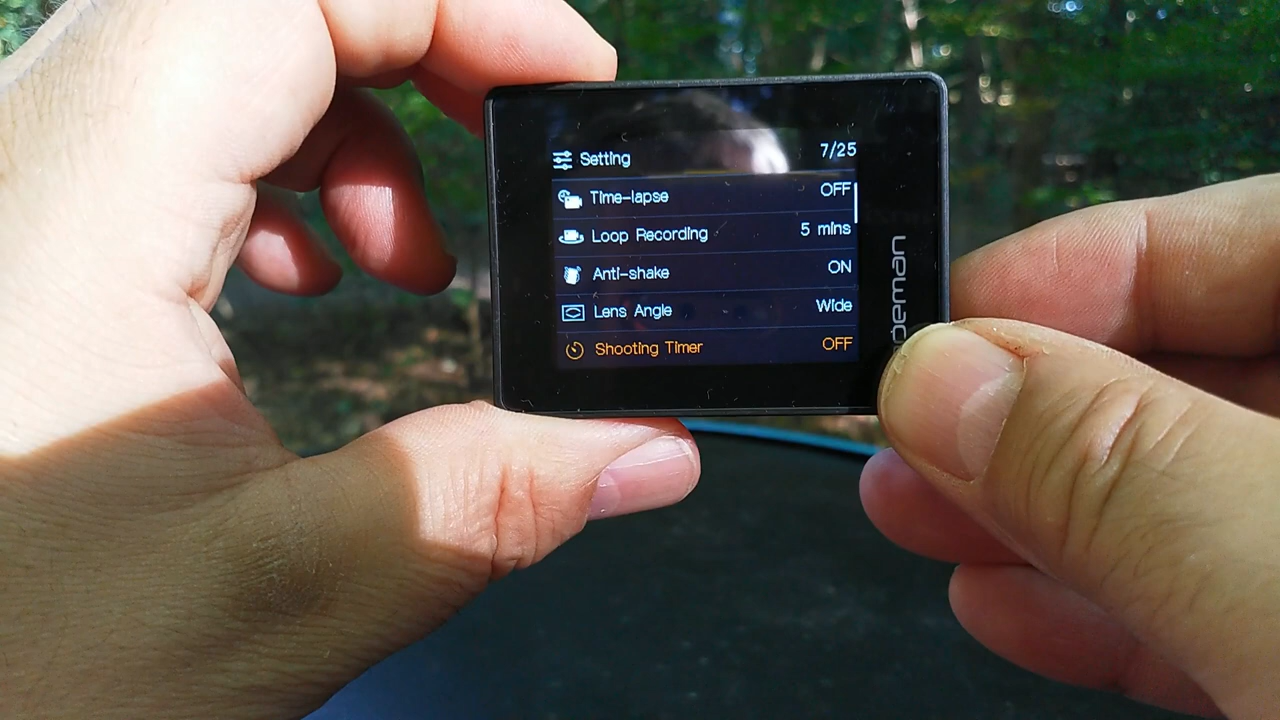 Setting 7/25
Time-lapse OFF
Loop Recording 5 mins
Anti-shake ON
Lens Angle Wide
Shooting Timer OFF
deman